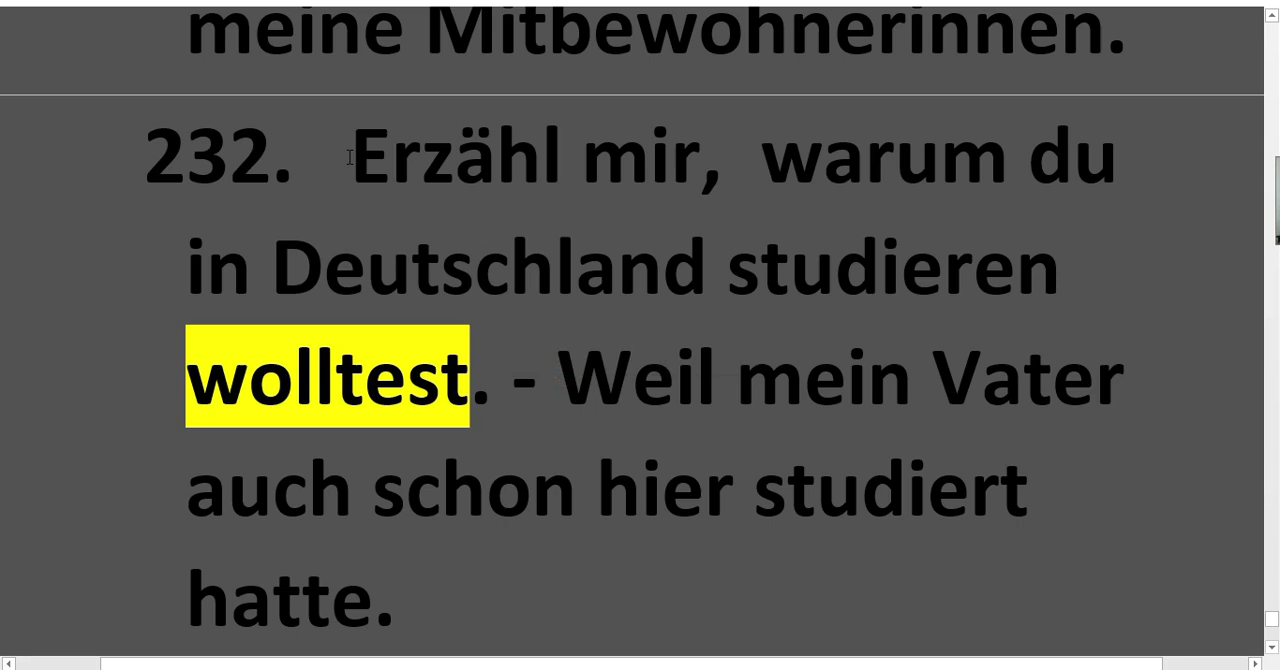 meine Mitbewohnerinnen.
232. Erzähl mir, warum du
in Deutschland studieren
wolltest. - Weil mein Vater
auch schon hier studiert
hatte.